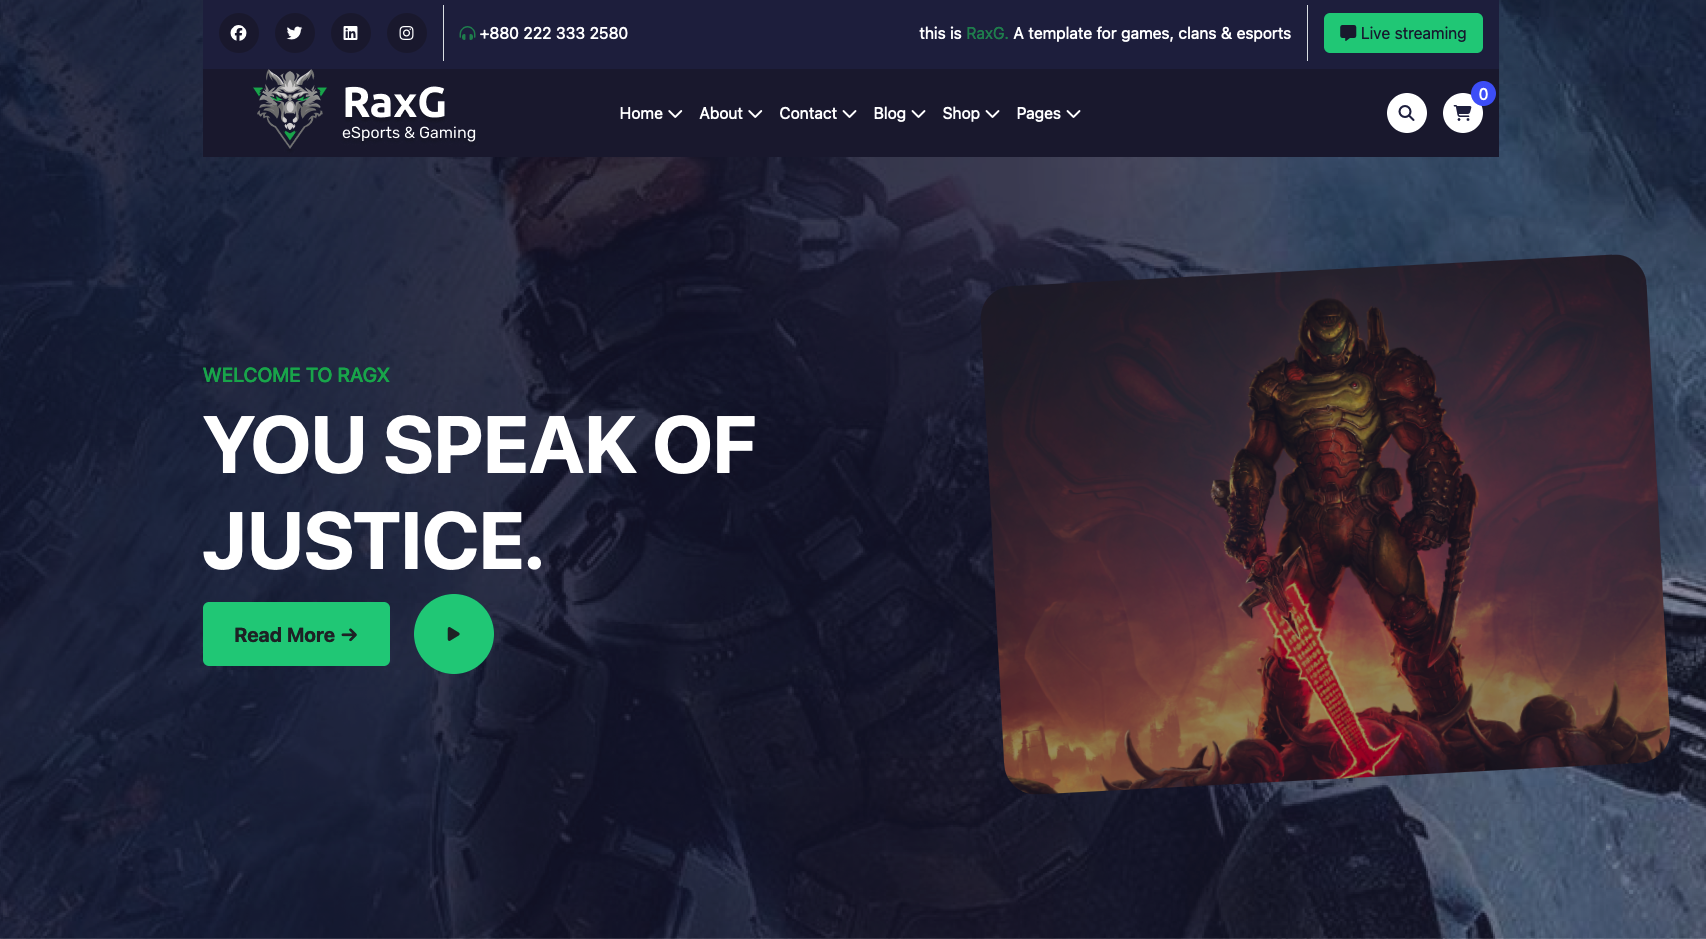 +880 222 333 2580
this is RaxG. A template for games, clans & esports
Live streaming
RaxG
eSports & Gaming
Home
About
Contact
Blog
Shop
Pages
0
WELCOME TO RAGX
YOU SPEAK OF
JUSTICE.
Read More